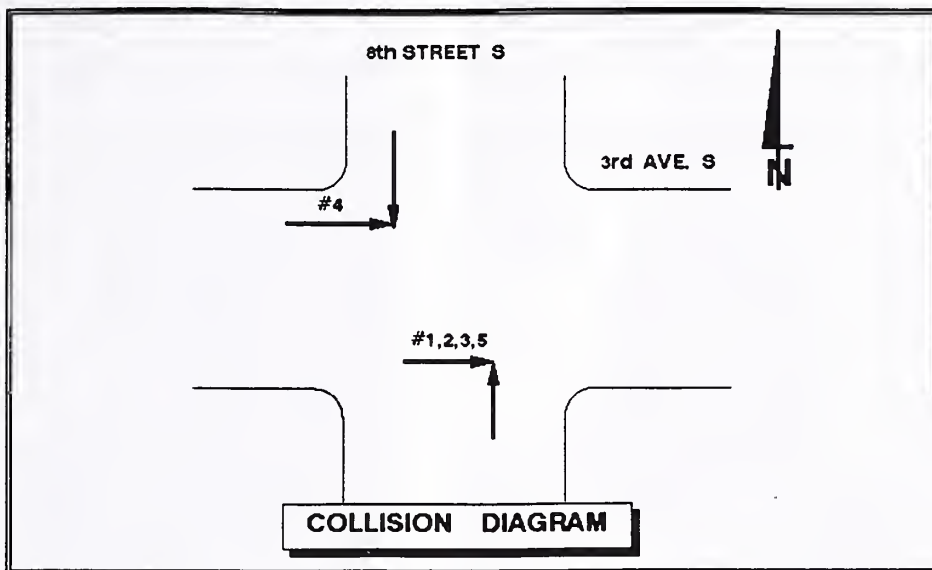 8th STREET S
3rd AVE. S
N
#4
#1,2,3,5
COLLISION DIAGRAM